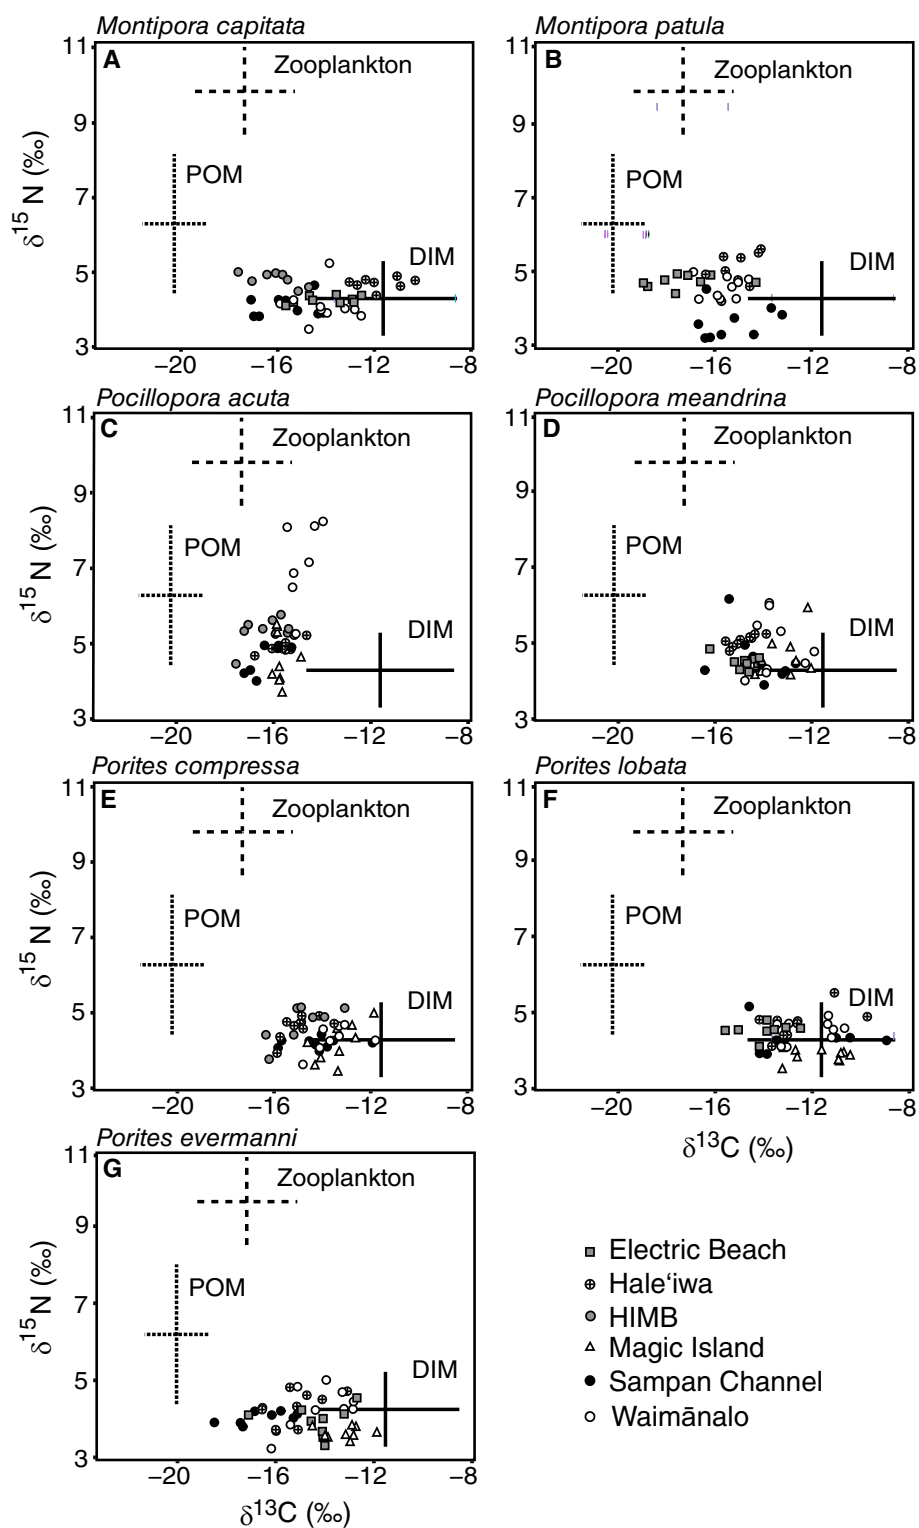 Montipora capitata
Montipora patula
A
Zooplankton
POM
DIM
11
9
7
5
3
−20
−16
−12
−8
δ15 N (‰)
B
Zooplankton
POM
DIM
11
9
7
5
3
−20
−16
−12
−8
Pocillopora acuta
Pocillopora meandrina
C
Zooplankton
POM
DIM
11
9
7
5
3
−20
−16
−12
−8
δ15 N (‰)
D
Zooplankton
POM
DIM
11
9
7
5
3
−20
−16
−12
−8
Porites compressa
Porites lobata
E
Zooplankton
POM
DIM
11
9
7
5
3
−20
−16
−12
−8
δ15 N (‰)
F
Zooplankton
POM
DIM
11
9
7
5
3
−20
−16
−12
−8
δ13C (‰)
Porites evermanni
G
Zooplankton
POM
DIM
11
9
7
5
3
−20
−16
−12
−8
δ15 N (‰)
δ13C (‰)
Electric Beach
Hale‘iwa
HIMB
Magic Island
Sampan Channel
Waimānalo